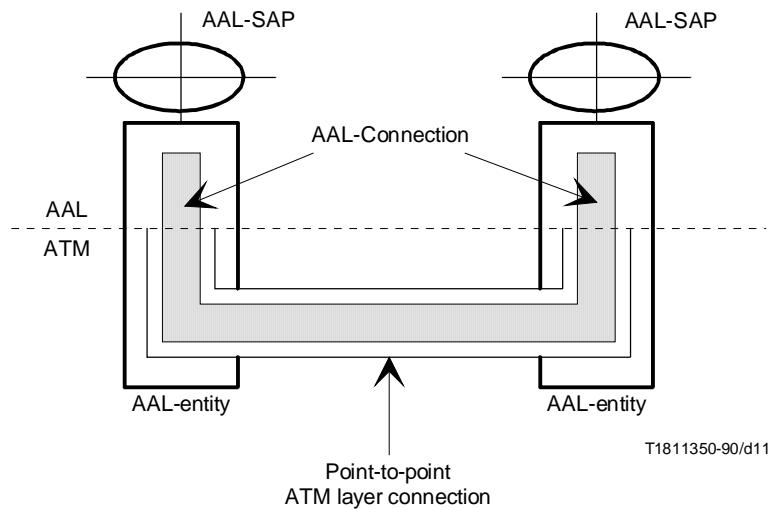 AAL-SAP
AAL-SAP
AAL-Connection
AAL
ATM
AAL-entity
AAL-entity
T1811350-90/d11
Point-to-point
ATM layer connection